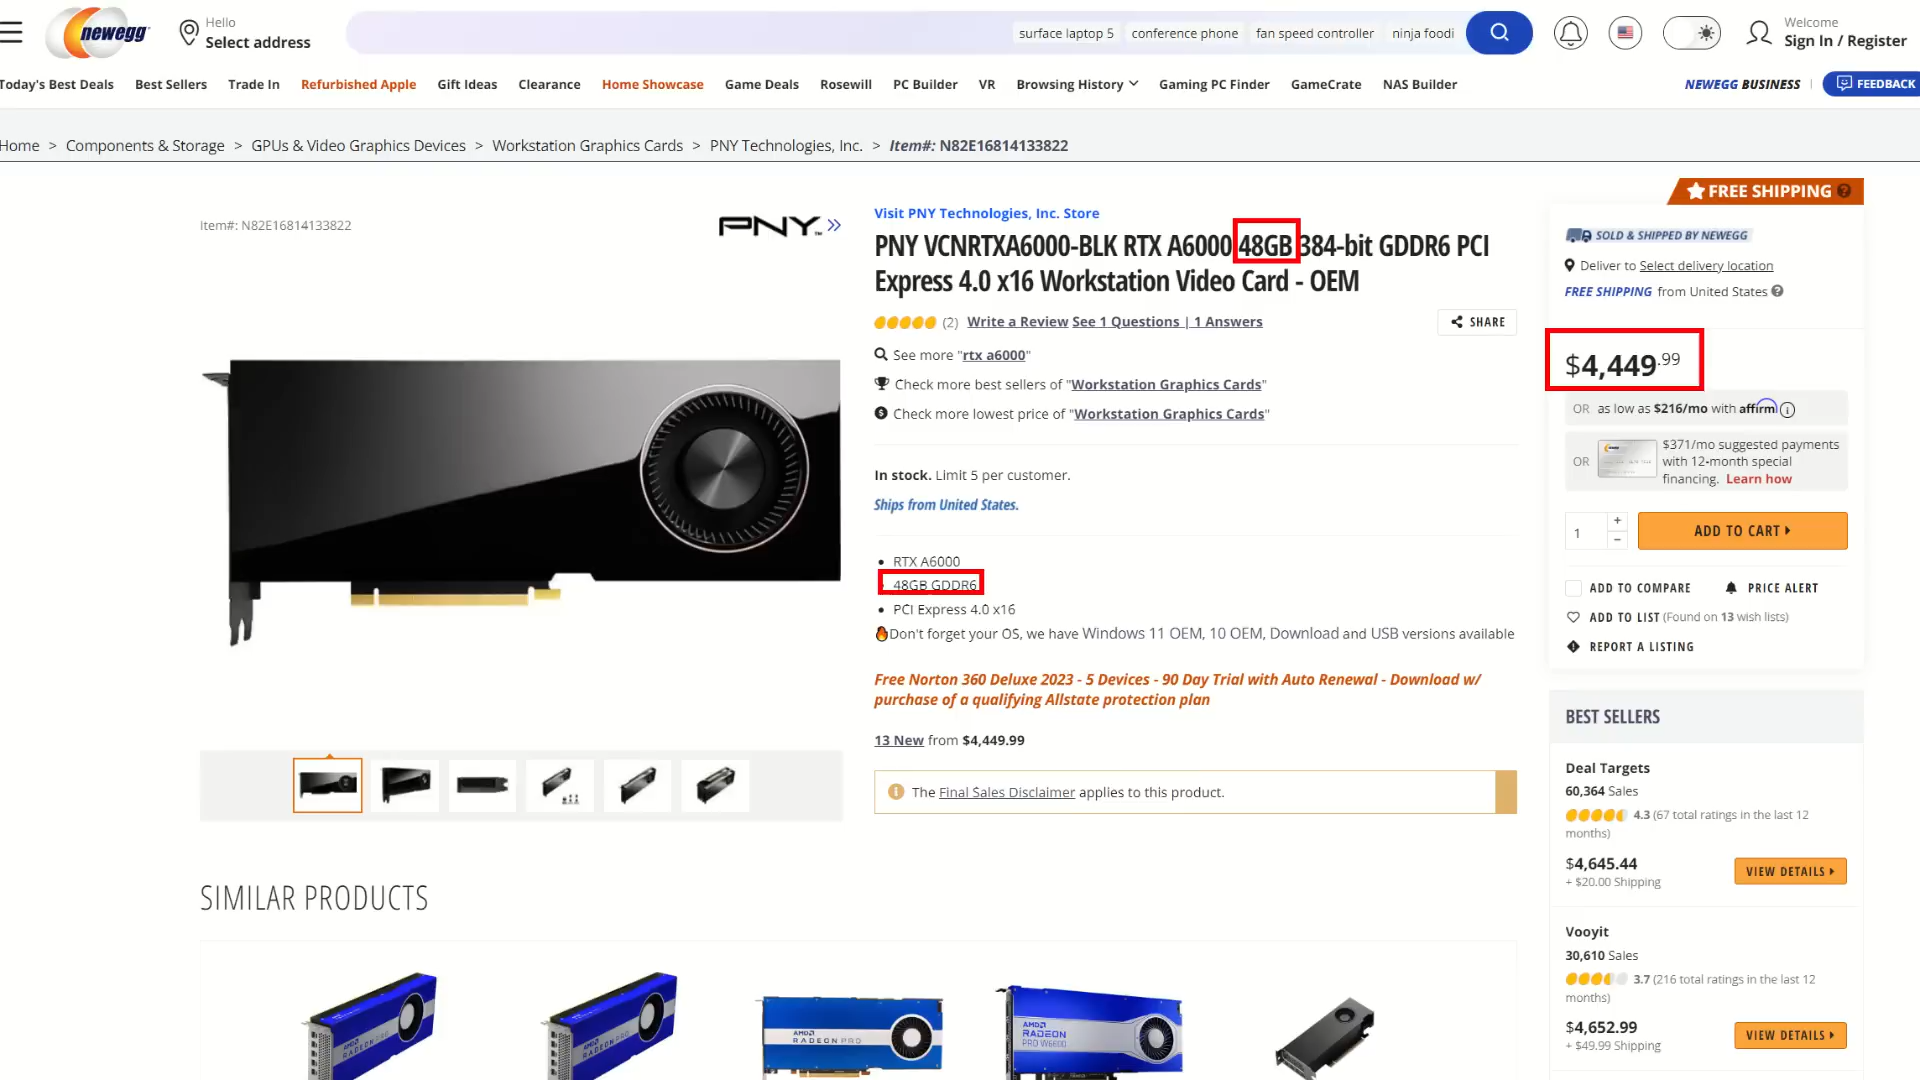 newegg
Hello
Select address
surface laptop 5
conference phone
fan speed controller
ninja foodi
Welcome
Sign In / Register
Today's Best Deals
Best Sellers
Trade In
Refurbished Apple
Gift Ideas
Clearance
Home Showcase
Game Deals
Rosewill
PC Builder
VR
Browsing History
Gaming PC Finder
GameCrate
NAS Builder
NEWEGG BUSINESS
FEEDBACK
Home > Components & Storage > GPUs & Video Graphics Devices > Workstation Graphics Cards > PNY Technologies, Inc. > Item#: N82E16814133822
Item#: N82E16814133822
PNY
Visit PNY Technologies, Inc. Store
PNY VCNRTXA6000-BLK RTX A6000 48GB 384-bit GDDR6 PCI
Express 4.0 x16 Workstation Video Card - OEM
(2) Write a Review See 1 Questions | 1 Answers
SHARE
See more "rtx a6000"
Check more best sellers of "Workstation Graphics Cards"
Check more lowest price of "Workstation Graphics Cards"
In stock. Limit 5 per customer.
Ships from United States.
• RTX A6000
48GB GDDR6
• PCI Express 4.0 x16
Don't forget your OS, we have Windows 11 OEM, 10 OEM, Download and USB versions available
Free Norton 360 Deluxe 2023 - 5 Devices - 90 Day Trial with Auto Renewal - Download w/
purchase of a qualifying Allstate protection plan
13 New from $4,449.99
The Final Sales Disclaimer applies to this product.
FREE SHIPPING
SOLD & SHIPPED BY NEWEGG
Deliver to Select delivery location
FREE SHIPPING from United States
$4,449.99
OR as low as $216/mo with affirm
OR
$371/mo suggested payments
with 12-month special
financing. Learn how
1
+
−
ADD TO CART
ADD TO COMPARE
PRICE ALERT
ADD TO LIST (Found on 13 wish lists)
REPORT A LISTING
BEST SELLERS
Deal Targets
60,364 Sales
4.3 (67 total ratings in the last 12
months)
$4,645.44
+ $20.00 Shipping
VIEW DETAILS
Vooyit
30,610 Sales
3.7 (216 total ratings in the last 12
months)
$4,652.99
+ $49.99 Shipping
VIEW DETAILS
SIMILAR PRODUCTS
AMD
RADEON PRO
AMD
RADEON PRO
AMD
RADEON PRO
AMD
RADEON
PRO W6600